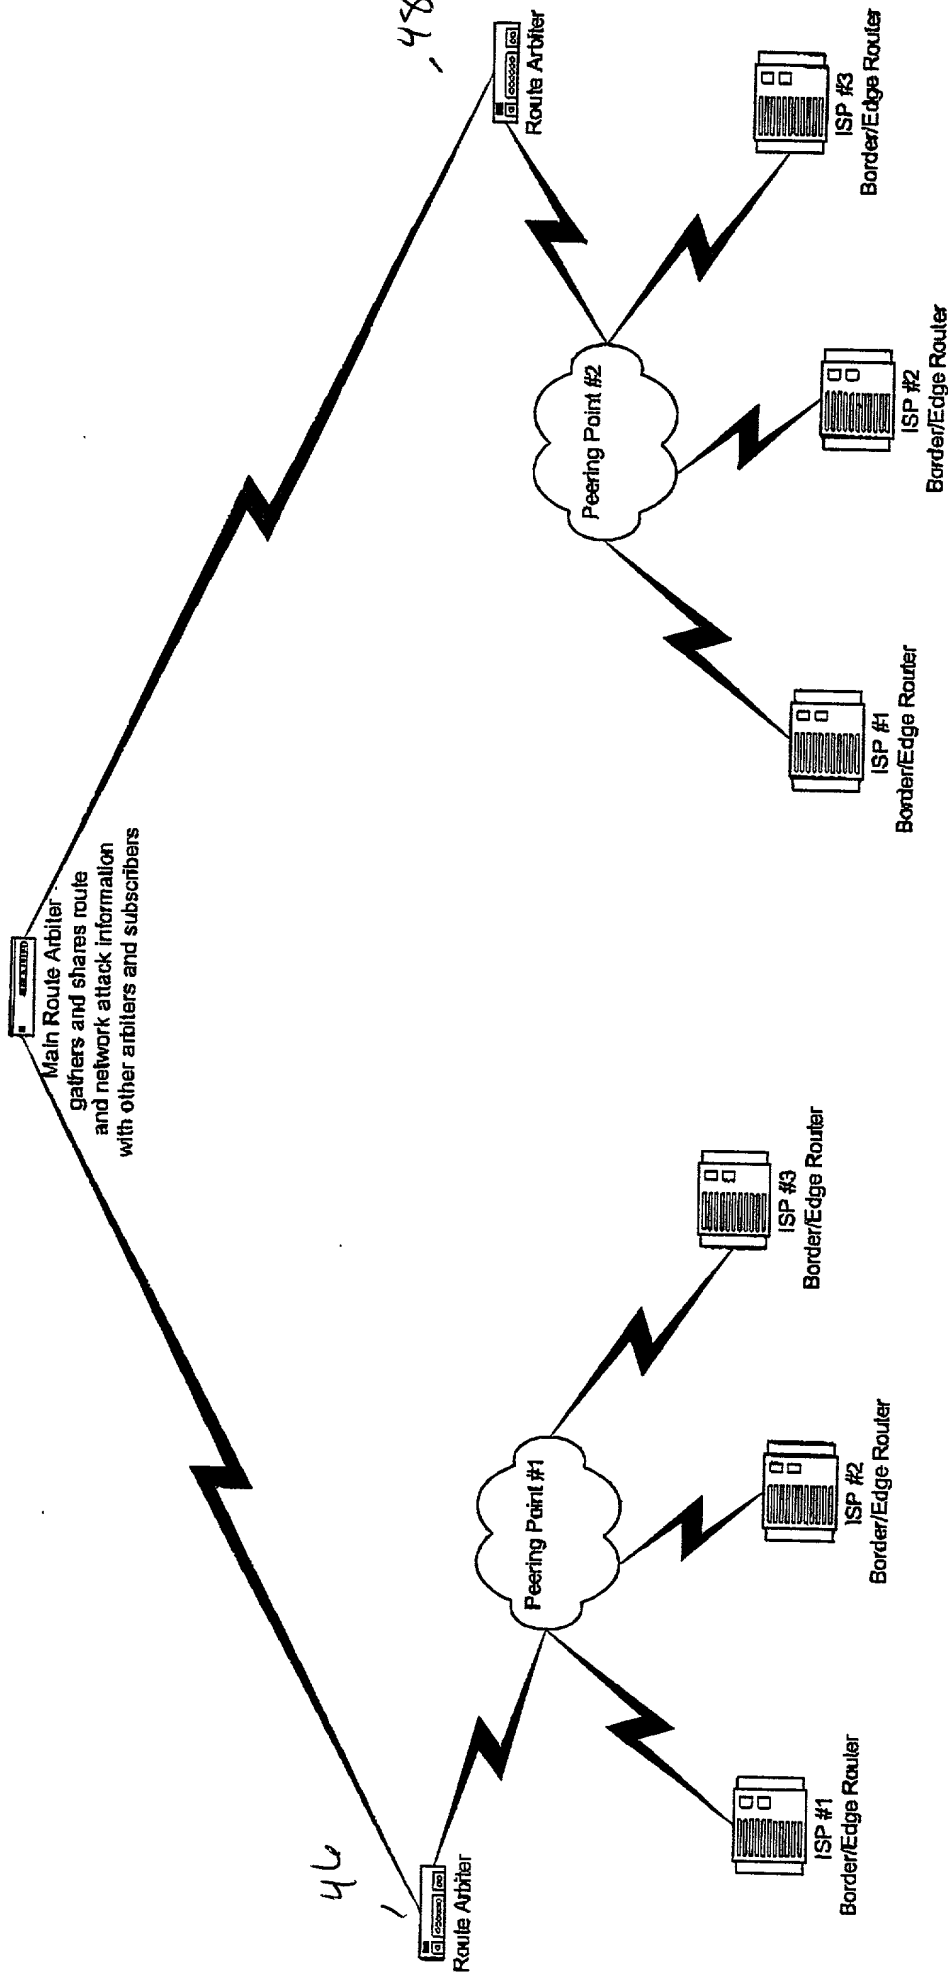 Main Route Arbiter -
gathers and shares route
and network attack information
with other arbiters and subscribers
46
Route Arbiter
48
Route Arbiter
Peering Point #1
Peering Point #2
ISP #1
Border/Edge Router
ISP #2
Border/Edge Router
ISP #3
Border/Edge Router
ISP #1
Border/Edge Router
ISP #2
Border/Edge Router
ISP #3
Border/Edge Router